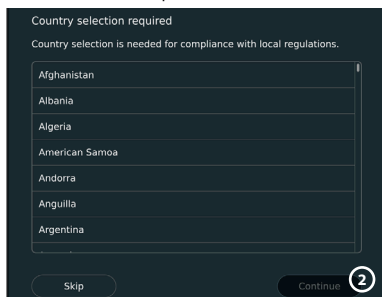 Country selection required
Country selection is needed for compliance with local regulations.
Afghanistan
Albania
Algeria
American Samoa
Andorra
Anguilla
Argentina
Skip
Continue
2